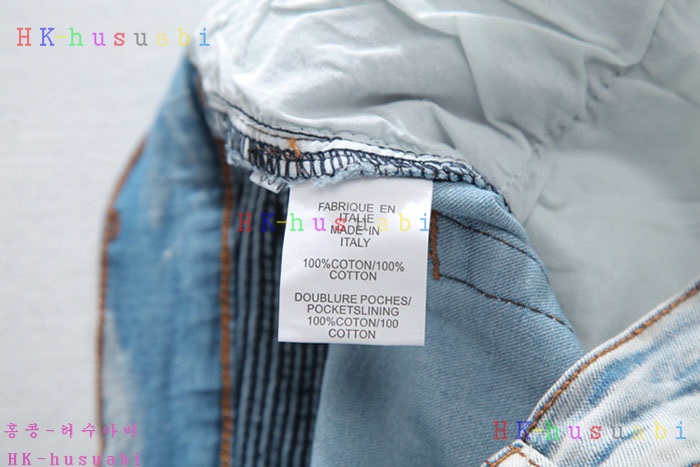 HK-husuabi
FABRIQUE EN
ITALIE
MADE IN
ITALY
HK-husuabi
100%COTON/100%
COTTON
DOUBLURE POCHES/
POCKETSLINING
100%COTON/100
COTTON
홍콩-허수아비
HK-husuabi
HK-husuabi